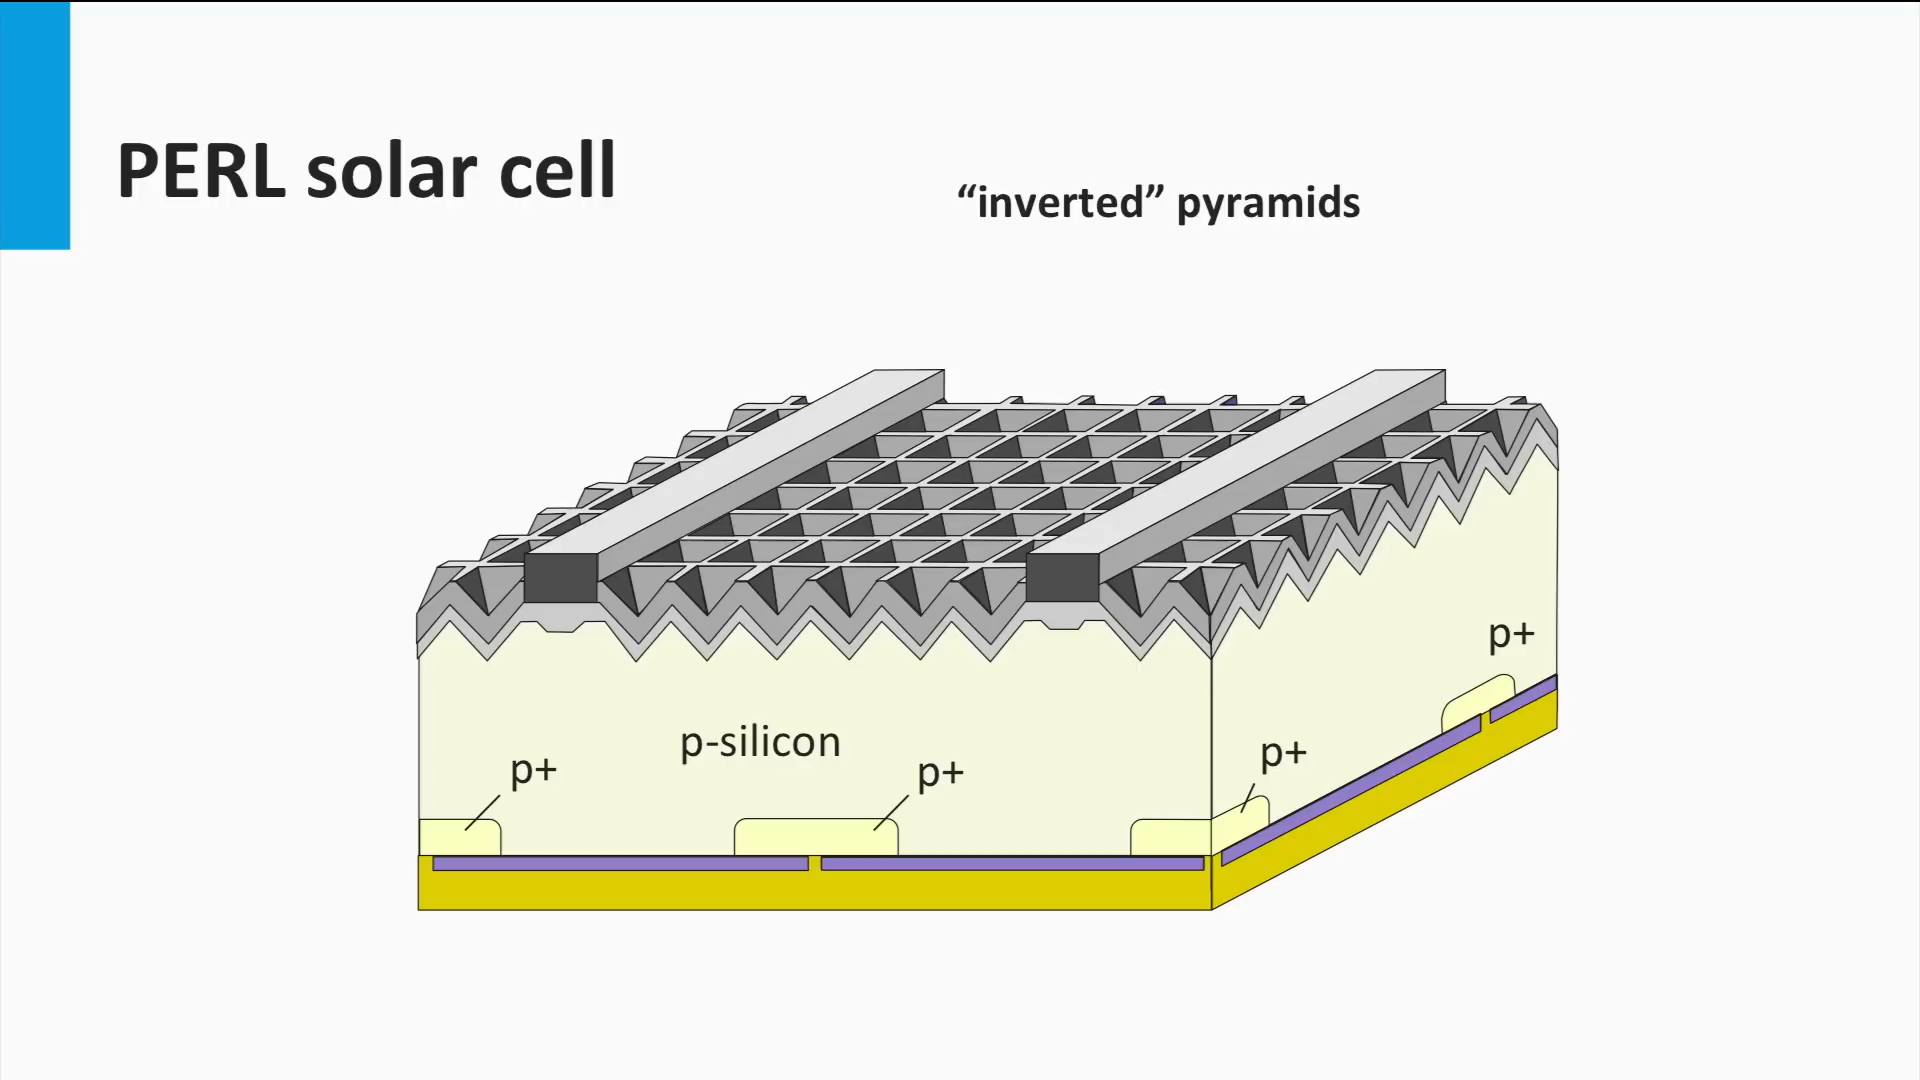 PERL solar cell
“inverted” pyramids
p+
p-silicon
p+
p+
p+